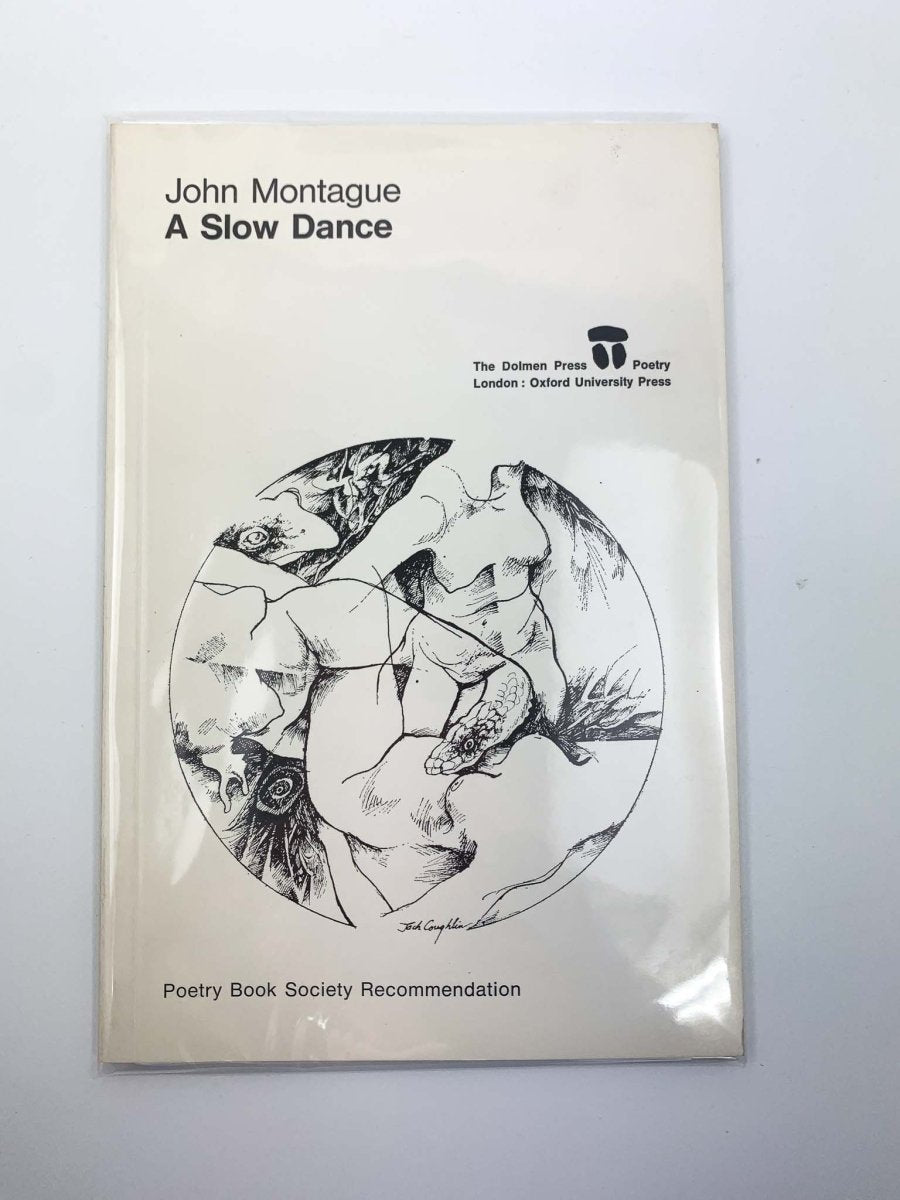 John Montague
A Slow Dance
The Dolmen Press Poetry
London : Oxford University Press
Jack Coughlin
Poetry Book Society Recommendation